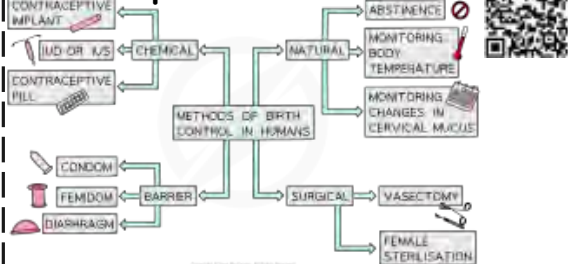 CONTRACEPTIVE
IMPLANT
IUD OR IUS
CONTRACEPTIVE
PILL
CHEMICAL
NATURAL
ABSTINENCE
MONITORING
BODY
TEMPERATURE
MONITORING
CHANGES IN
CERVICAL MUCUS
METHODS OF BIRTH
CONTROL IN HUMANS
CONDOM
FEMIDOM
DIAPHRAGM
BARRIER
SURGICAL
VASECTOMY
FEMALE
STERILISATION